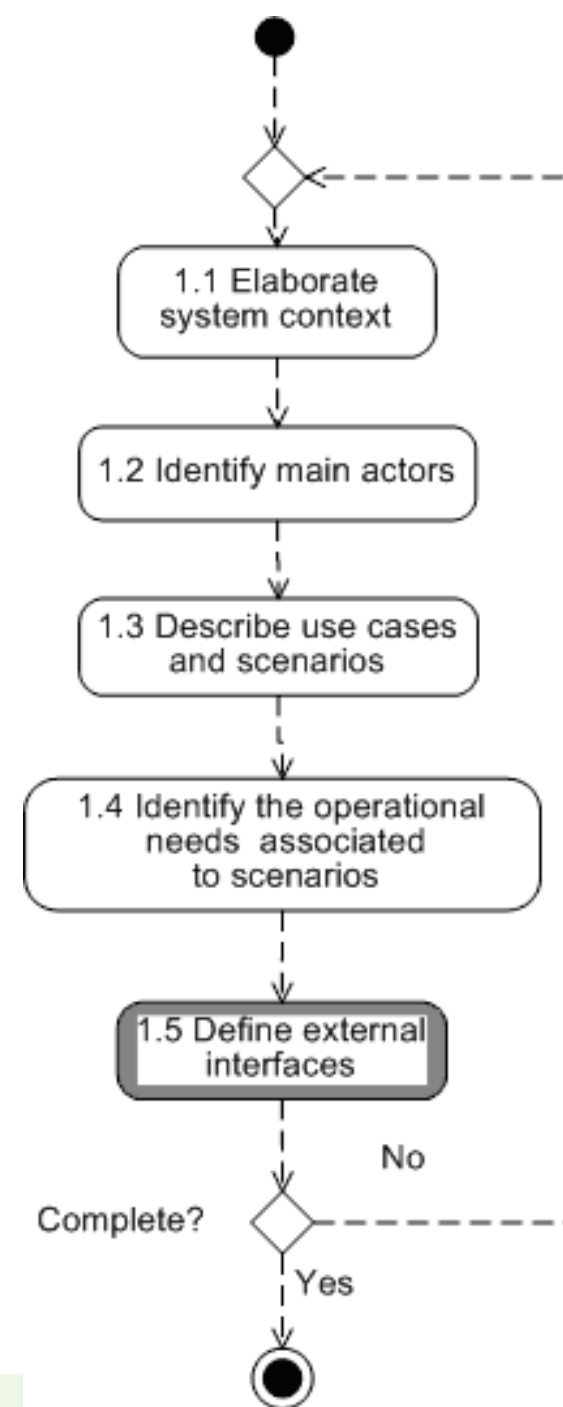 1.1 Elaborate
system context
1.2 Identify main actors
1.3 Describe use cases
and scenarios
1.4 Identify the operational
needs  associated
to scenarios
1.5 Define external
interfaces
No
Complete?
Yes